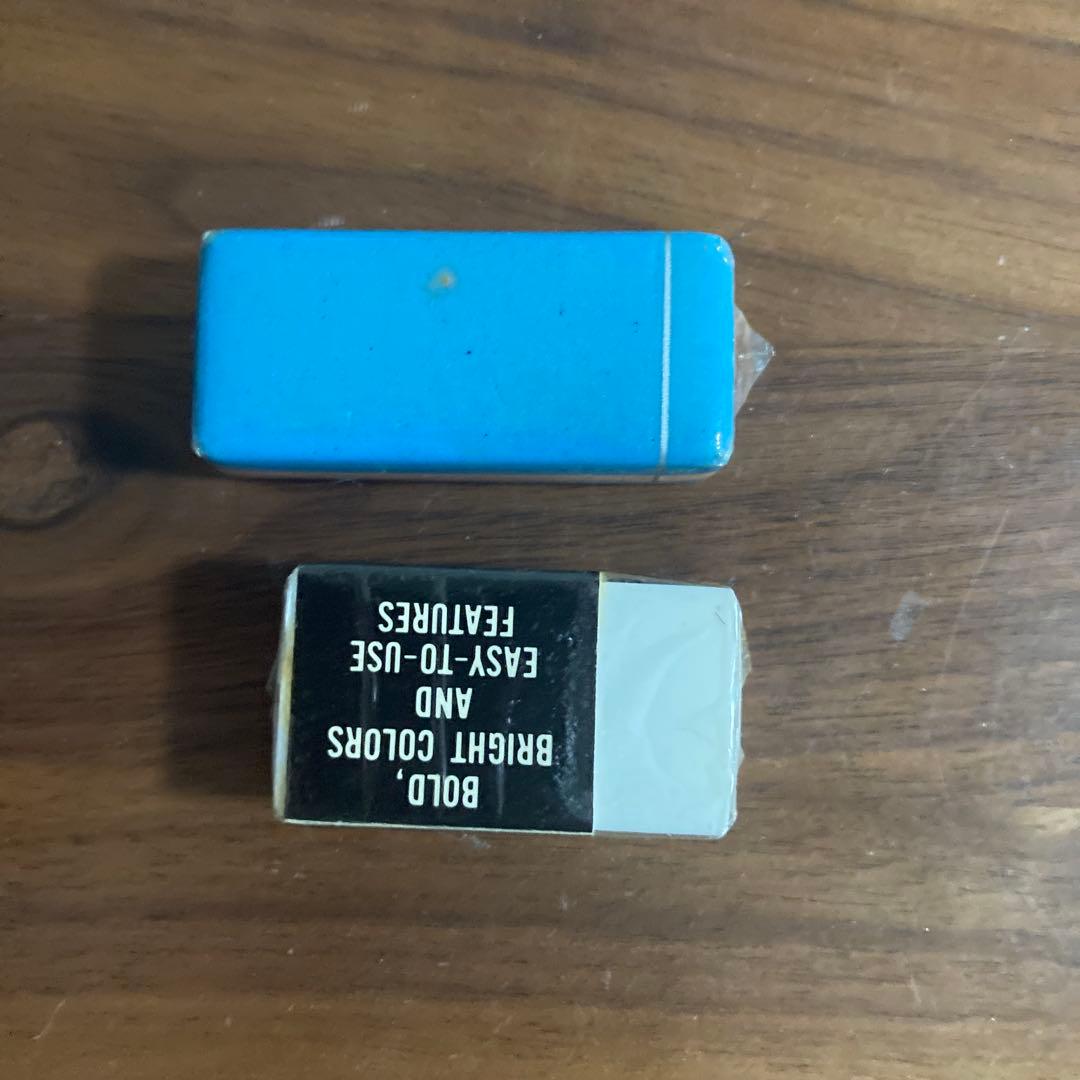 BOLD,
BRIGHT COLORS
AND
EASY-TO-USE
FEATURES